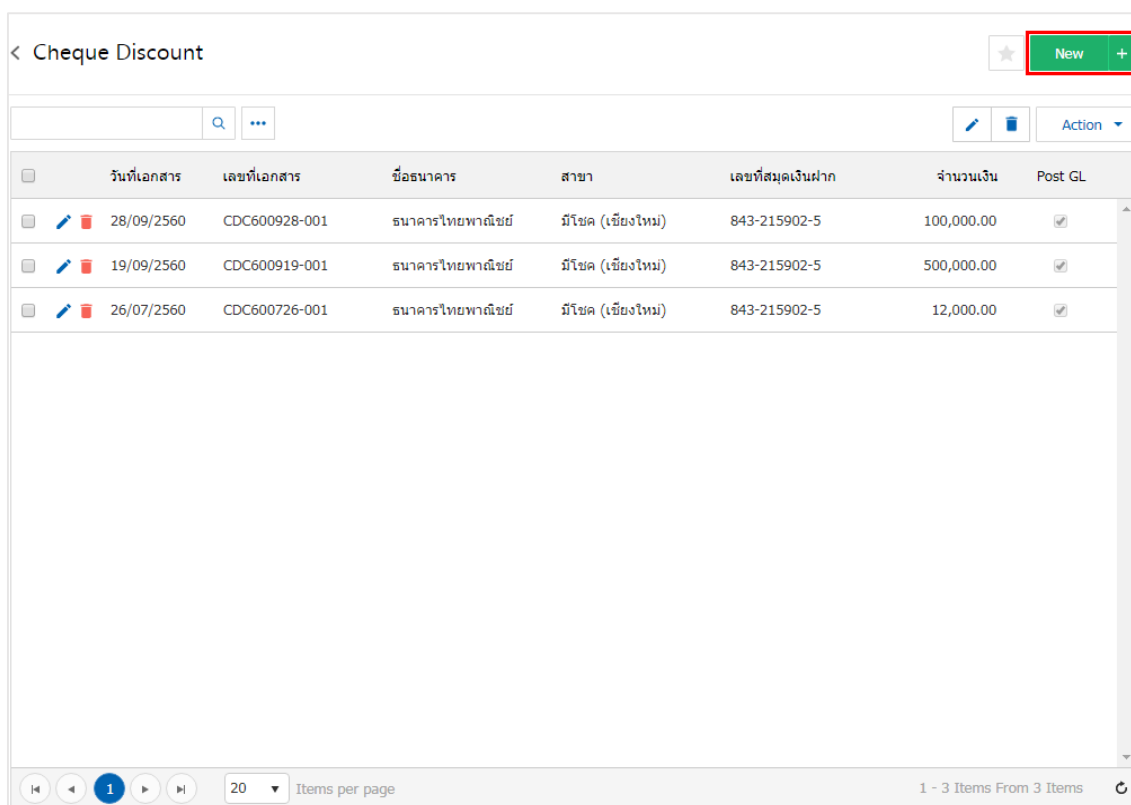 Cheque Discount
New +
Action
วันที่เอกสาร เลขที่เอกสาร ชื่อธนาคาร สาขา เลขที่สมุดเงินฝาก จำนวนเงิน Post GL
28/09/2560 CDC600928-001 ธนาคารไทยพาณิชย์ มีโชค (เชียงใหม่) 843-215902-5 100,000.00
19/09/2560 CDC600919-001 ธนาคารไทยพาณิชย์ มีโชค (เชียงใหม่) 843-215902-5 500,000.00
26/07/2560 CDC600726-001 ธนาคารไทยพาณิชย์ มีโชค (เชียงใหม่) 843-215902-5 12,000.00
1 20 Items per page 1 - 3 Items From 3 Items